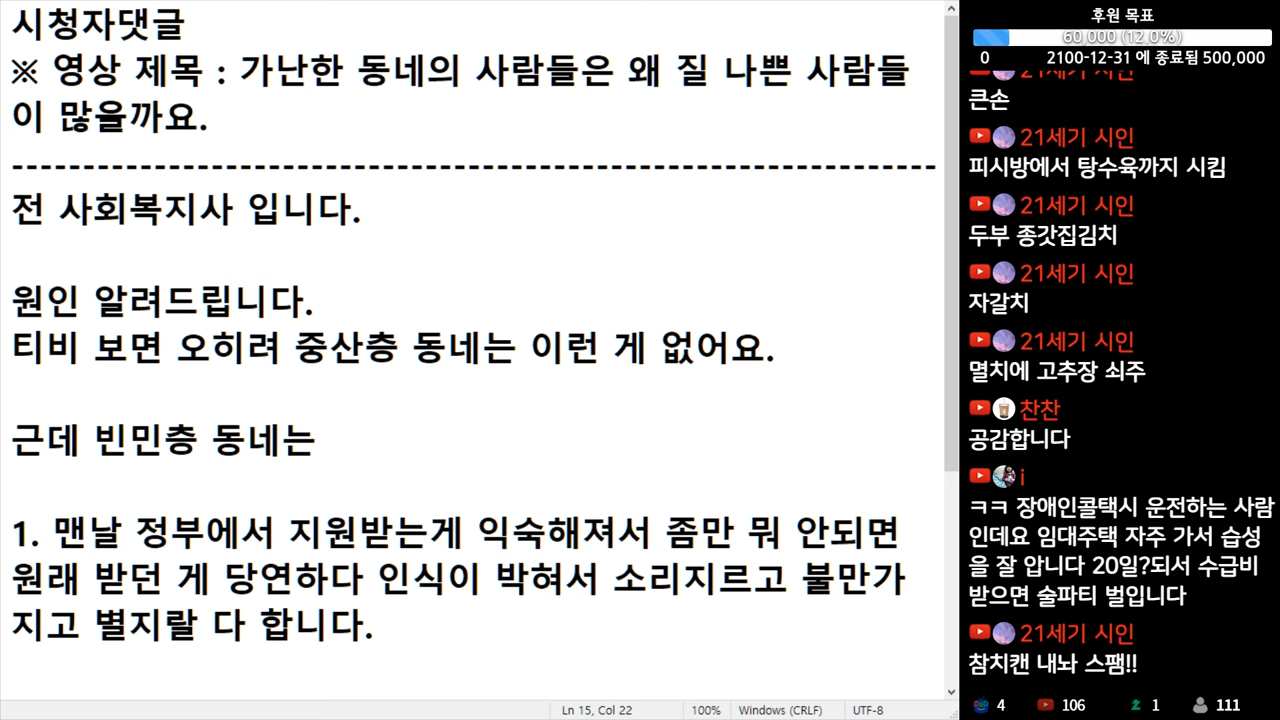 시청자댓글
※ 영상 제목 : 가난한 동네의 사람들은 왜 질 나쁜 사람들
이 많을까요.
-----------------------------------------------------------------
전 사회복지사 입니다.
원인 알려드립니다.
티비 보면 오히려 중산층 동네는 이런 게 없어요.
근데 빈민층 동네는
1. 맨날 정부에서 지원받는게 익숙해져서 좀만 뭐 안되면
원래 받던 게 당연하다 인식이 박혀서 소리지르고 불만가
지고 별지랄 다 합니다.
Ln 15, Col 22
100%
Windows (CRLF)
UTF-8
후원 목표
60,000 (12.0%)
0
2100-12-31 에 종료됨 500,000
21세기 시인
큰손
21세기 시인
피시방에서 탕수육까지 시킴
21세기 시인
두부 종갓집김치
21세기 시인
자갈치
21세기 시인
멸치에 고추장 쇠주
찬찬
공감합니다
i
ㅋㅋ 장애인콜택시 운전하는 사람
인데요 임대주택 자주 가서 습성
을 잘 압니다 20일?되서 수급비
받으면 술파티 벌입니다
21세기 시인
참치캔 내놔 스팸!!
4
106
1
111